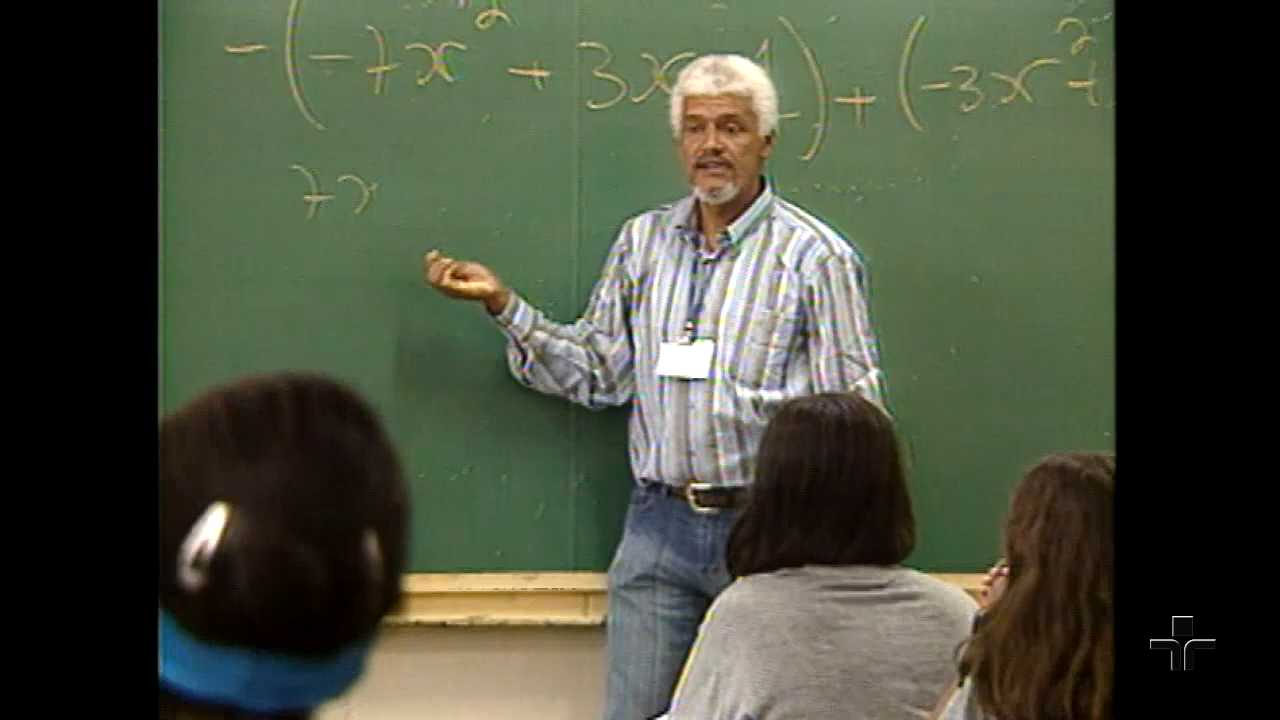 - (-7x² + 3x 1) + (-3x² +
7x